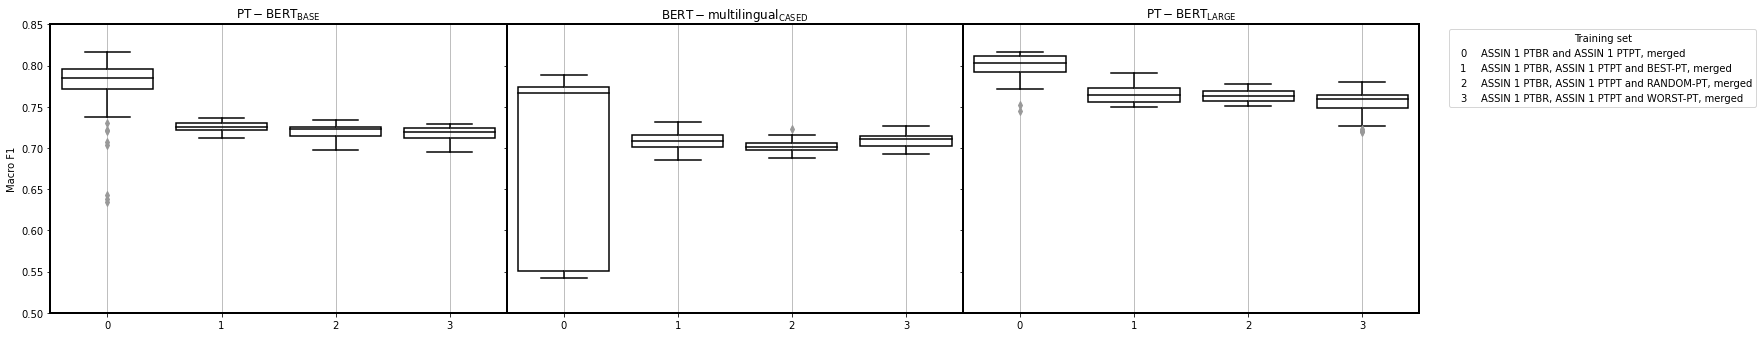 PT − BERT_BASE
BERT − multilingual_CASED
PT − BERT_LARGE
0.85
0.80
0.75
0.70
0.65
0.60
0.55
0.50
Macro F1
0 1 2 3
0 1 2 3
0 1 2 3
Training set
0 ASSIN 1 PTBR and ASSIN 1 PTPT, merged
1 ASSIN 1 PTBR, ASSIN 1 PTPT and BEST-PT, merged
2 ASSIN 1 PTBR, ASSIN 1 PTPT and RANDOM-PT, merged
3 ASSIN 1 PTBR, ASSIN 1 PTPT and WORST-PT, merged